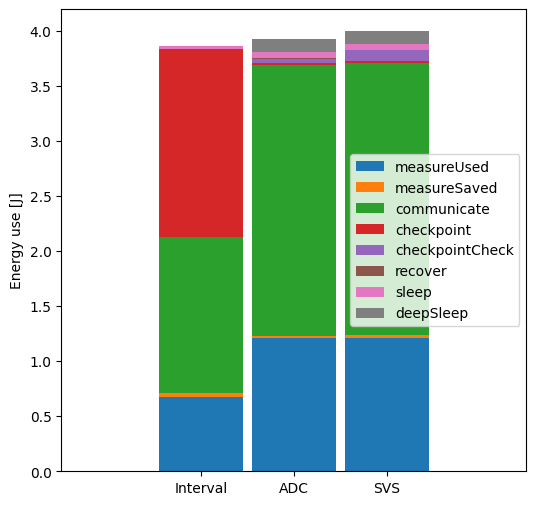 Energy use [J]
4.0
3.5
3.0
2.5
2.0
1.5
1.0
0.5
0.0
measureUsed
measureSaved
communicate
checkpoint
checkpointCheck
recover
sleep
deepSleep
Interval ADC SVS